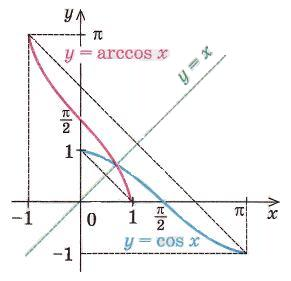 y
π
y = arccos x
y = x
π/2
1
-1 0 1 π/2 π x
y = cos x
-1